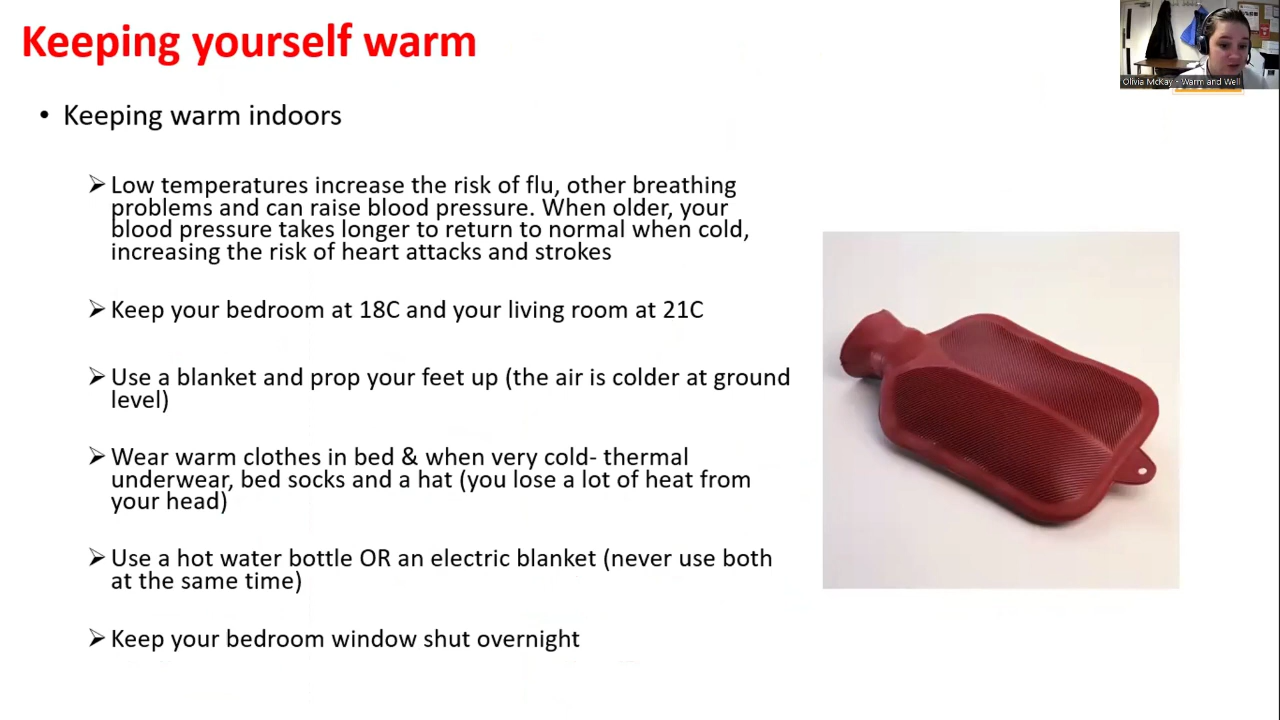 Keeping yourself warm
Olivia McKay - Warm and Well
• Keeping warm indoors
➢ Low temperatures increase the risk of flu, other breathing
problems and can raise blood pressure. When older, your
blood pressure takes longer to return to normal when cold,
increasing the risk of heart attacks and strokes
➢ Keep your bedroom at 18C and your living room at 21C
➢ Use a blanket and prop your feet up (the air is colder at ground
level)
➢ Wear warm clothes in bed & when very cold- thermal
underwear, bed socks and a hat (you lose a lot of heat from
your head)
➢ Use a hot water bottle OR an electric blanket (never use both
at the same time)
➢ Keep your bedroom window shut overnight